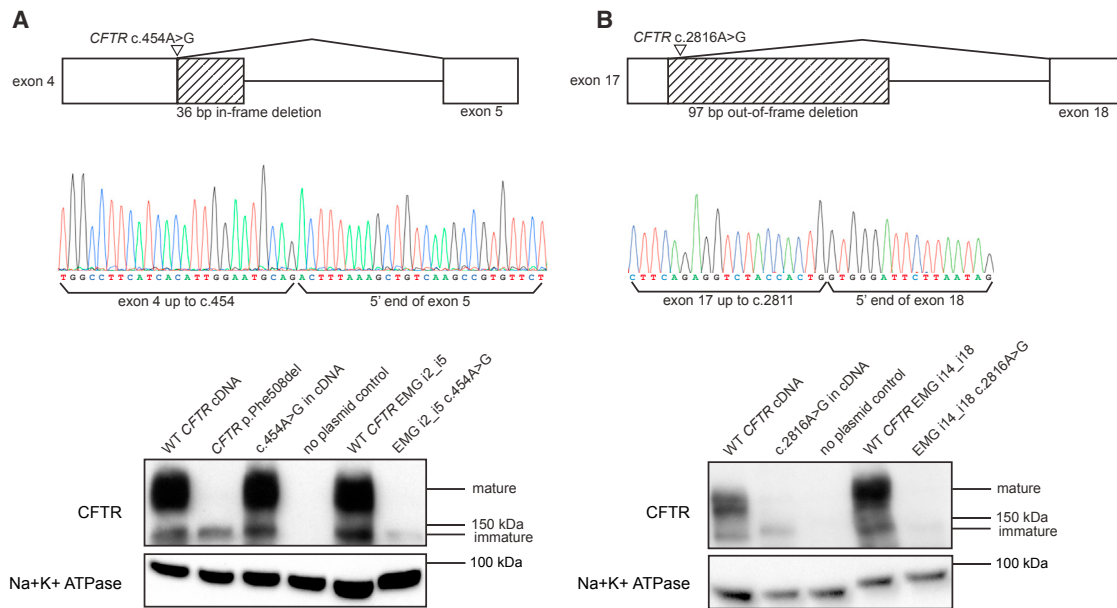 A
CFTR c.454A>G
exon 4
36 bp in-frame deletion
exon 5
TGGCCTTCATCACATTGGAATGCAGACTTTAAAGCTGTCAAGCCGTGTTCT
exon 4 up to c.454
5' end of exon 5
WT CFTR cDNA
CFTR p.Phe508del
c.454A>G in cDNA
no plasmid control
WT CFTR EMG i2_i5
EMG i2_i5 c.454A>G
CFTR
mature
150 kDa
immature
100 kDa
Na+K+ ATPase
B
CFTR c.2816A>G
exon 17
97 bp out-of-frame deletion
exon 18
CTTCAGAGGTCTACCACTGGTGGGGATTCTTAATAG
exon 17 up to c.2811
5' end of exon 18
WT CFTR cDNA
c.2816A>G in cDNA
no plasmid control
WT CFTR EMG i14_i18
EMG i14_i18 c.2816A>G
CFTR
mature
150 kDa
immature
100 kDa
Na+K+ ATPase